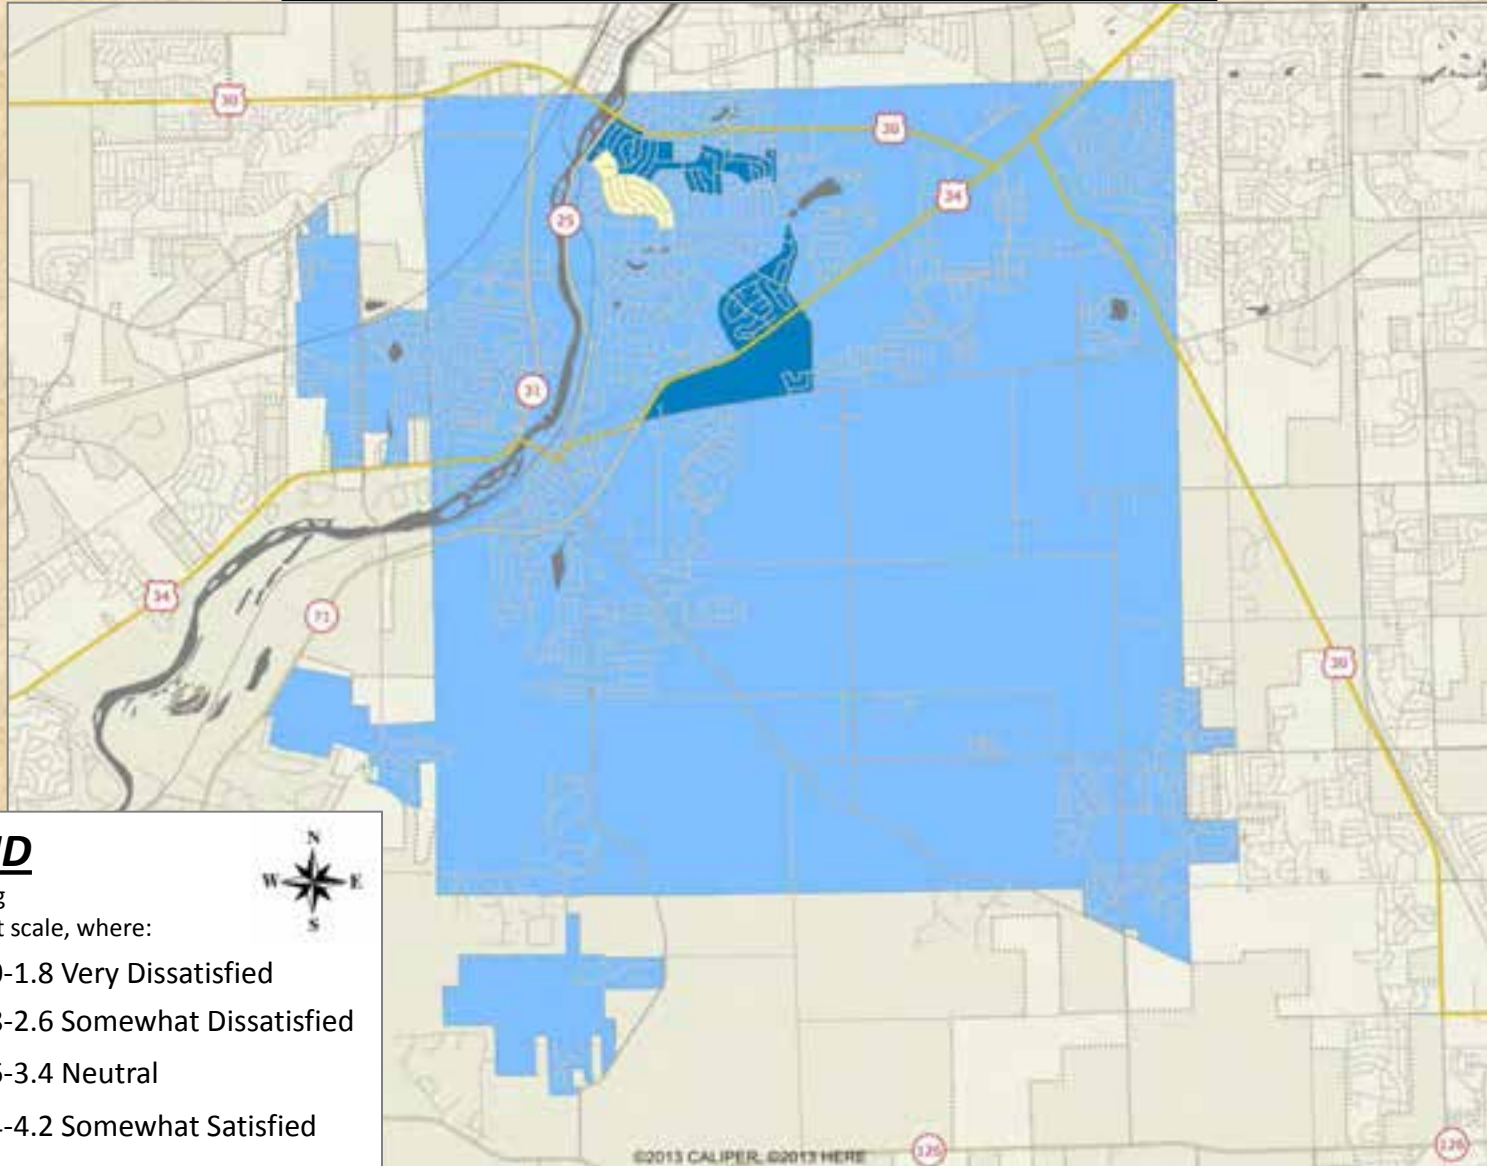 30
30
34
25
31
34
71
30
N
W E
S
t scale, where:
-1.8 Very Dissatisfied
-2.6 Somewhat Dissatisfied
-3.4 Neutral
-4.2 Somewhat Satisfied
©2013 CALIPER, ©2013 HERE
126
126